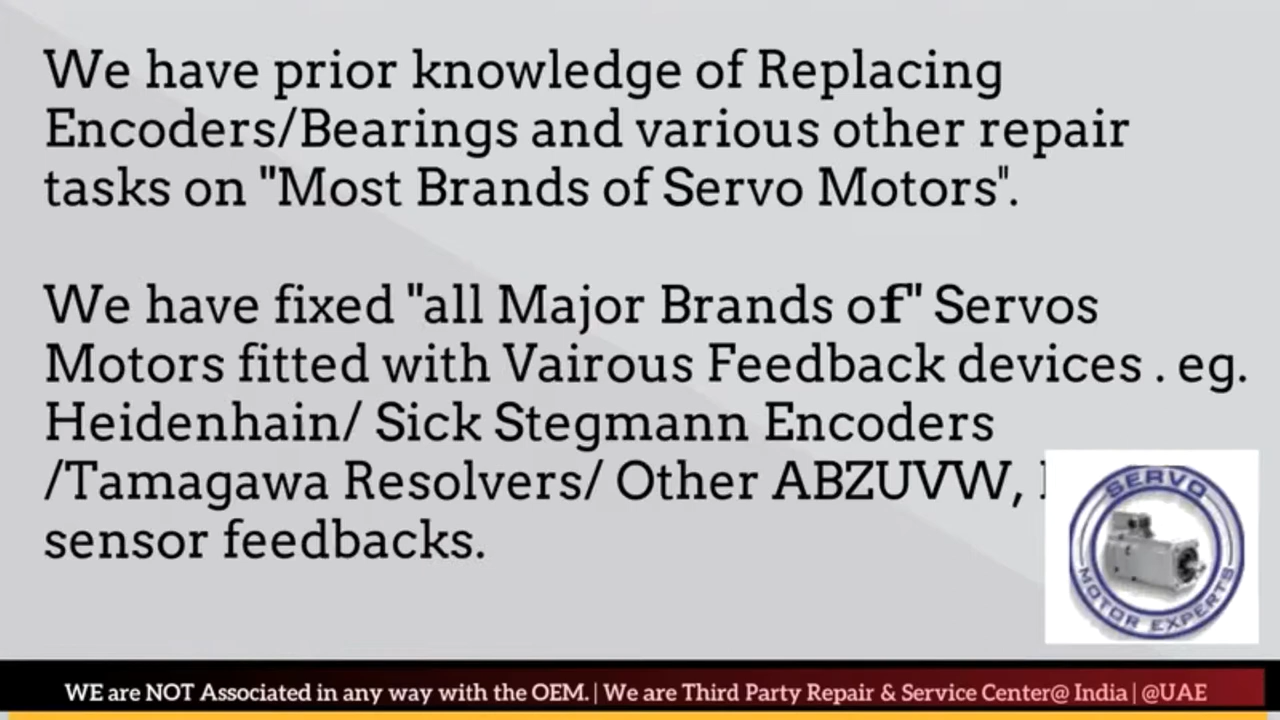 We have prior knowledge of Replacing
Encoders/Bearings and various other repair
tasks on "Most Brands of Servo Motors".
We have fixed "all Major Brands of" Servos
Motors fitted with Vairous Feedback devices . eg.
Heidenhain/ Sick Stegmann Encoders
/Tamagawa Resolvers/ Other ABZUVW,
sensor feedbacks.
SERVO
MOTOR EXPERTS
WE are NOT Associated in any way with the OEM. | We are Third Party Repair & Service Center@ India | @UAE